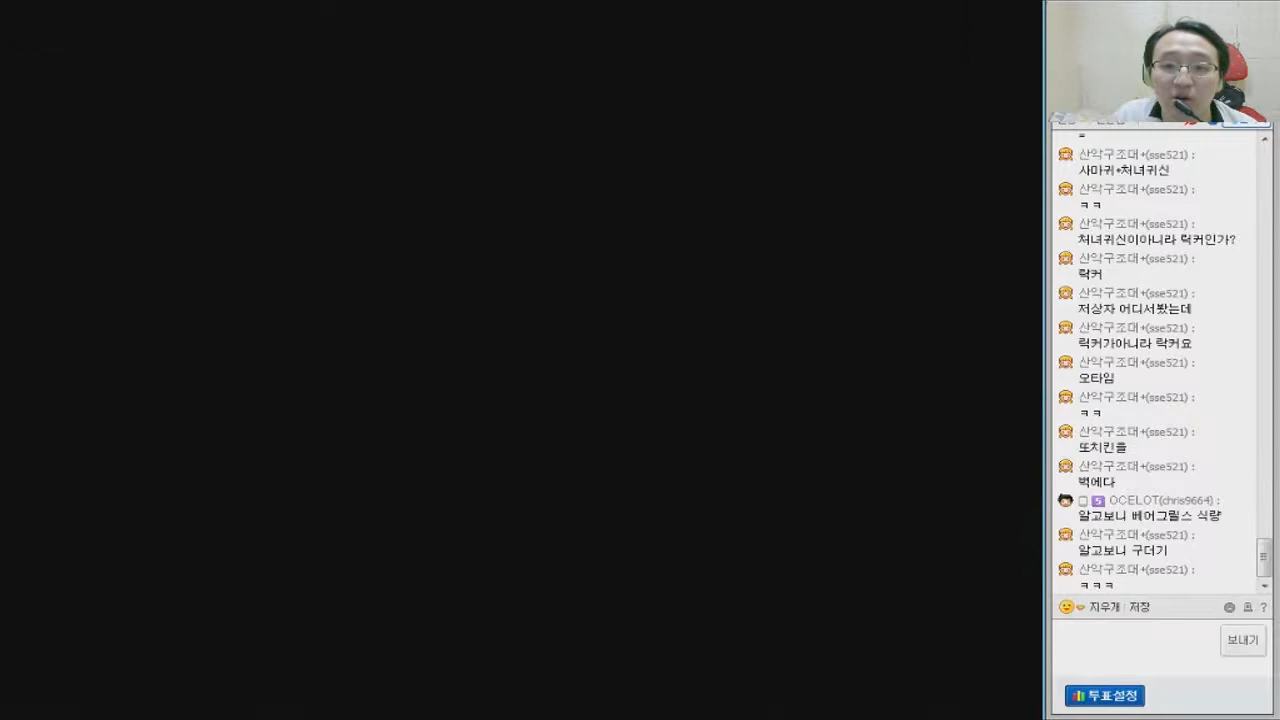 =
산악구조대+(sse521) :
사마귀+처녀귀신
산악구조대+(sse521) :
ㅋㅋ
산악구조대+(sse521) :
처녀귀신이아니라 럭커인가?
산악구조대+(sse521) :
락커
산악구조대+(sse521) :
저상자 어디서봤는데
산악구조대+(sse521) :
럭커가아니라 락커요
산악구조대+(sse521) :
오타임
산악구조대+(sse521) :
ㅋㅋ
산악구조대+(sse521) :
또치킨을
산악구조대+(sse521) :
벽에다
5 OCELOT(chris9664) :
알고보니 베어그릴스 식량
산악구조대+(sse521) :
알고보니 구더기
산악구조대+(sse521) :
ㅋㅋㅋ
지우개 저장 ?
보내기
투표설정